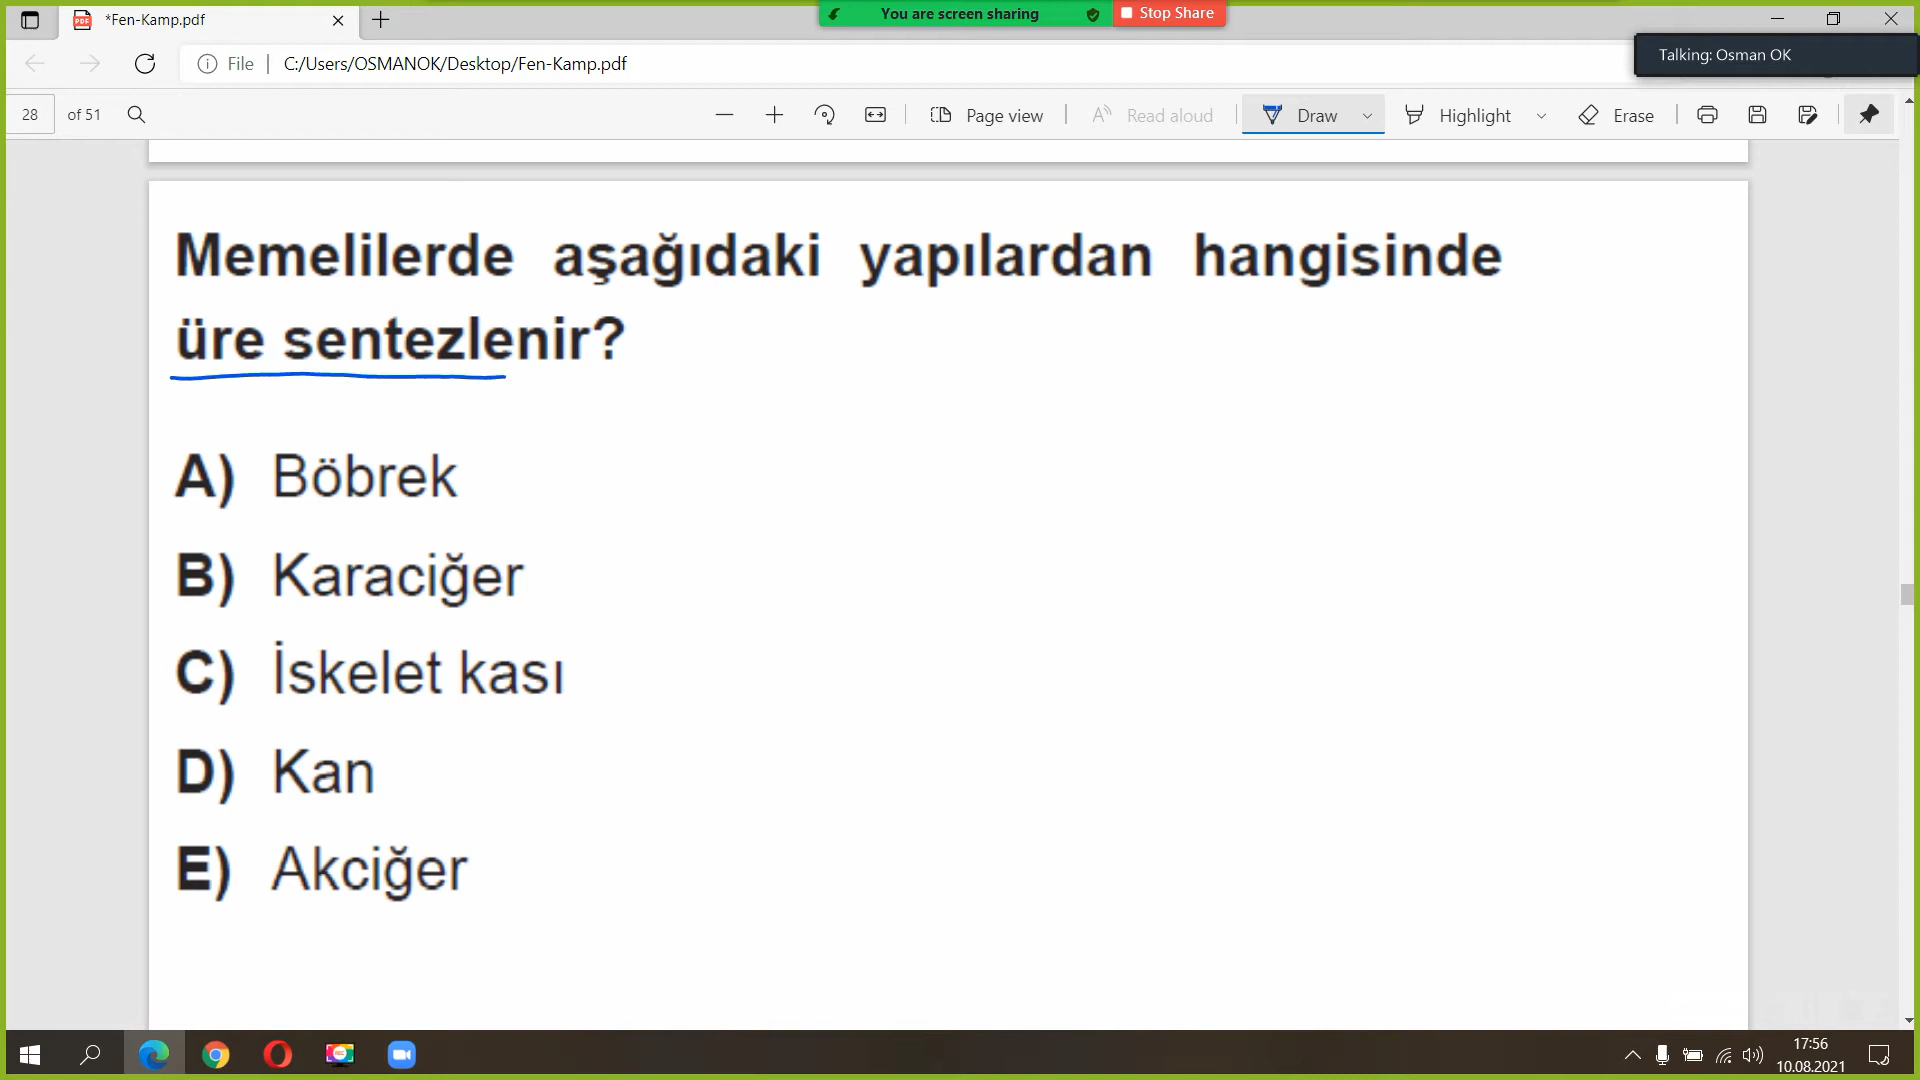 *Fen-Kamp.pdf
You are screen sharing
Stop Share
Talking: Osman OK
File
C:/Users/OSMANOK/Desktop/Fen-Kamp.pdf
28 of 51
Page view
Read aloud
Draw
Highlight
Erase
Memelilerde aşağıdaki yapılardan hangisinde
üre sentezlenir?
A) Böbrek
B) Karaciğer
C) İskelet kası
D) Kan
E) Akciğer
17:56
10.08.2021